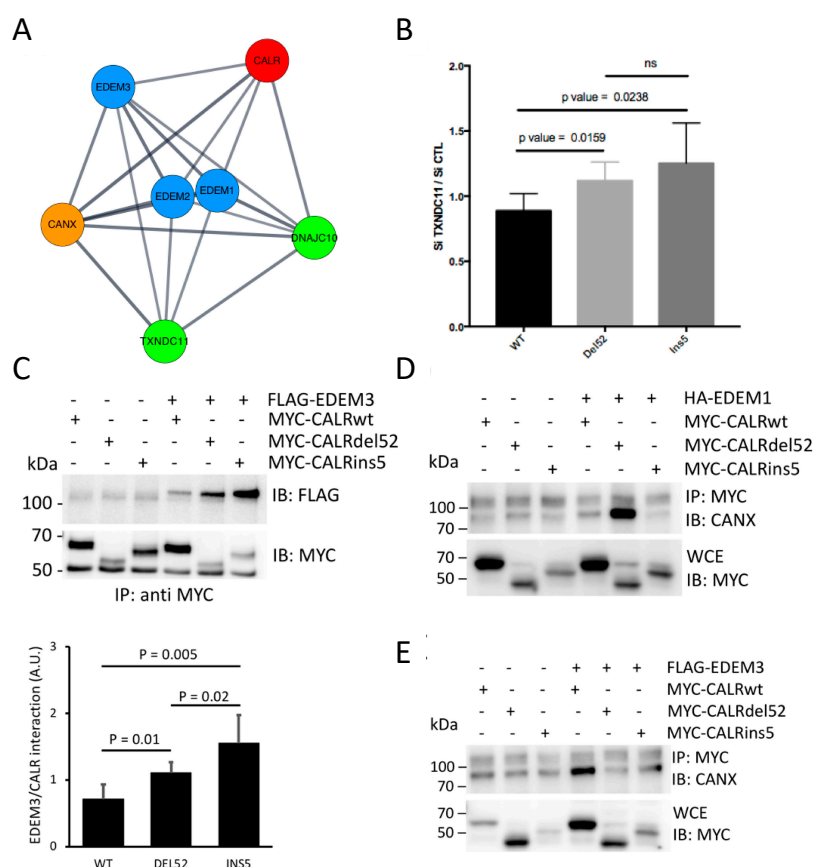 A
CALR
EDEM3
EDEM2
EDEM1
CANX
DNAJC10
TXNDC11
B
Si TXNDC11 / Si CTL
2.0
1.5
1.0
0.5
0.0
ns
p value = 0.0238
p value = 0.0159
WT
Del52
Ins5
C
- - - + + + FLAG-EDEM3
+ - - + - - MYC-CALRwt
- + - - + - MYC-CALRdel52
- - + - - + MYC-CALRins5
kDa
100 -
IB: FLAG
70 -
50 -
IB: MYC
IP: anti MYC
EDEM3/CALR interaction (A.U.)
3
2
1
0
P = 0.005
P = 0.02
P = 0.01
WT DEL52 INS5
D
- - - + + + HA-EDEM1
+ - - + - - MYC-CALRwt
- + - - + - MYC-CALRdel52
- - + - - + MYC-CALRins5
kDa
100 -
70 -
IP: MYC
IB: CANX
70 -
50 -
WCE
IB: MYC
E
- - - + + + FLAG-EDEM3
+ - - + - - MYC-CALRwt
- + - - + - MYC-CALRdel52
- - + - - + MYC-CALRins5
kDa
100 -
70 -
IP: MYC
IB: CANX
70 -
50 -
WCE
IB: MYC